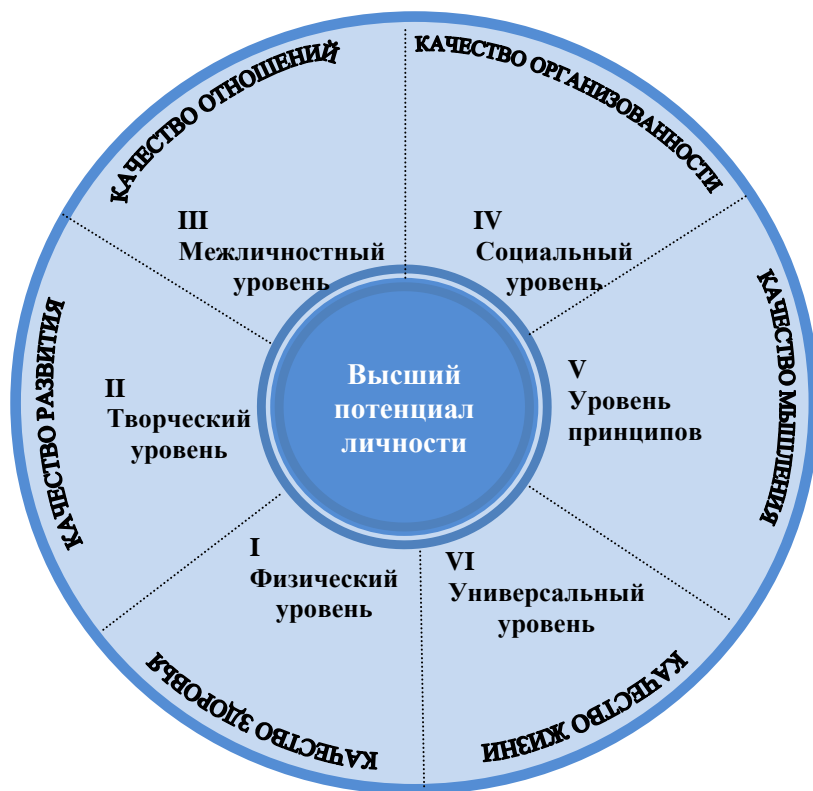 КАЧЕСТВО ОТНОШЕНИЙ
КАЧЕСТВО ОРГАНИЗОВАННОСТИ
III
Межличностный
уровень
IV
Социальный
уровень
КАЧЕСТВО РАЗВИТИЯ
II
Творческий
уровень
Высший
потенциал
личности
V
Уровень
принципов
КАЧЕСТВО МЫШЛЕНИЯ
I
Физический
уровень
VI
Универсальный
уровень
КАЧЕСТВО ЗДОРОВЬЯ
КАЧЕСТВО ЖИЗНИ